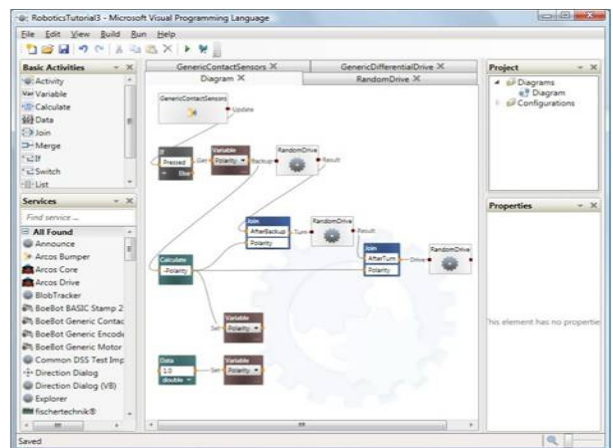 RoboticsTutorial3 - Microsoft Visual Programming Language
File Edit View Build Run Help
Basic Activities
Activity
Variable
Calculate
Data
Join
Merge
If
Switch
List
Services
Find service ...
All Found
Announce
Arcos Bumper
Arcos Core
Arcos Drive
BlobTracker
BoeBot BASIC Stamp 2
BoeBot Generic Contac
BoeBot Generic Encode
BoeBot Generic Motor
Common DSS Test Imp
Direction Dialog
Direction Dialog (VB)
Explorer
fischertechnik®
GenericContactSensors
GenericDifferentialDrive
Diagram
RandomDrive
GenericContactSensors
Update
If
Pressed
Else
Get
Variable
Polarity
Backup
RandomDrive
Result
Join
AfterBackup
Polarity
Turn
RandomDrive
Result
Join
AfterTurn
Polarity
Drive
RandomDrive
Calculate
-Polarity
Set
Variable
Polarity
Data
1.0
double
Set
Variable
Polarity
Project
Diagrams
Diagram
Configurations
Properties
This element has no propertie
Saved